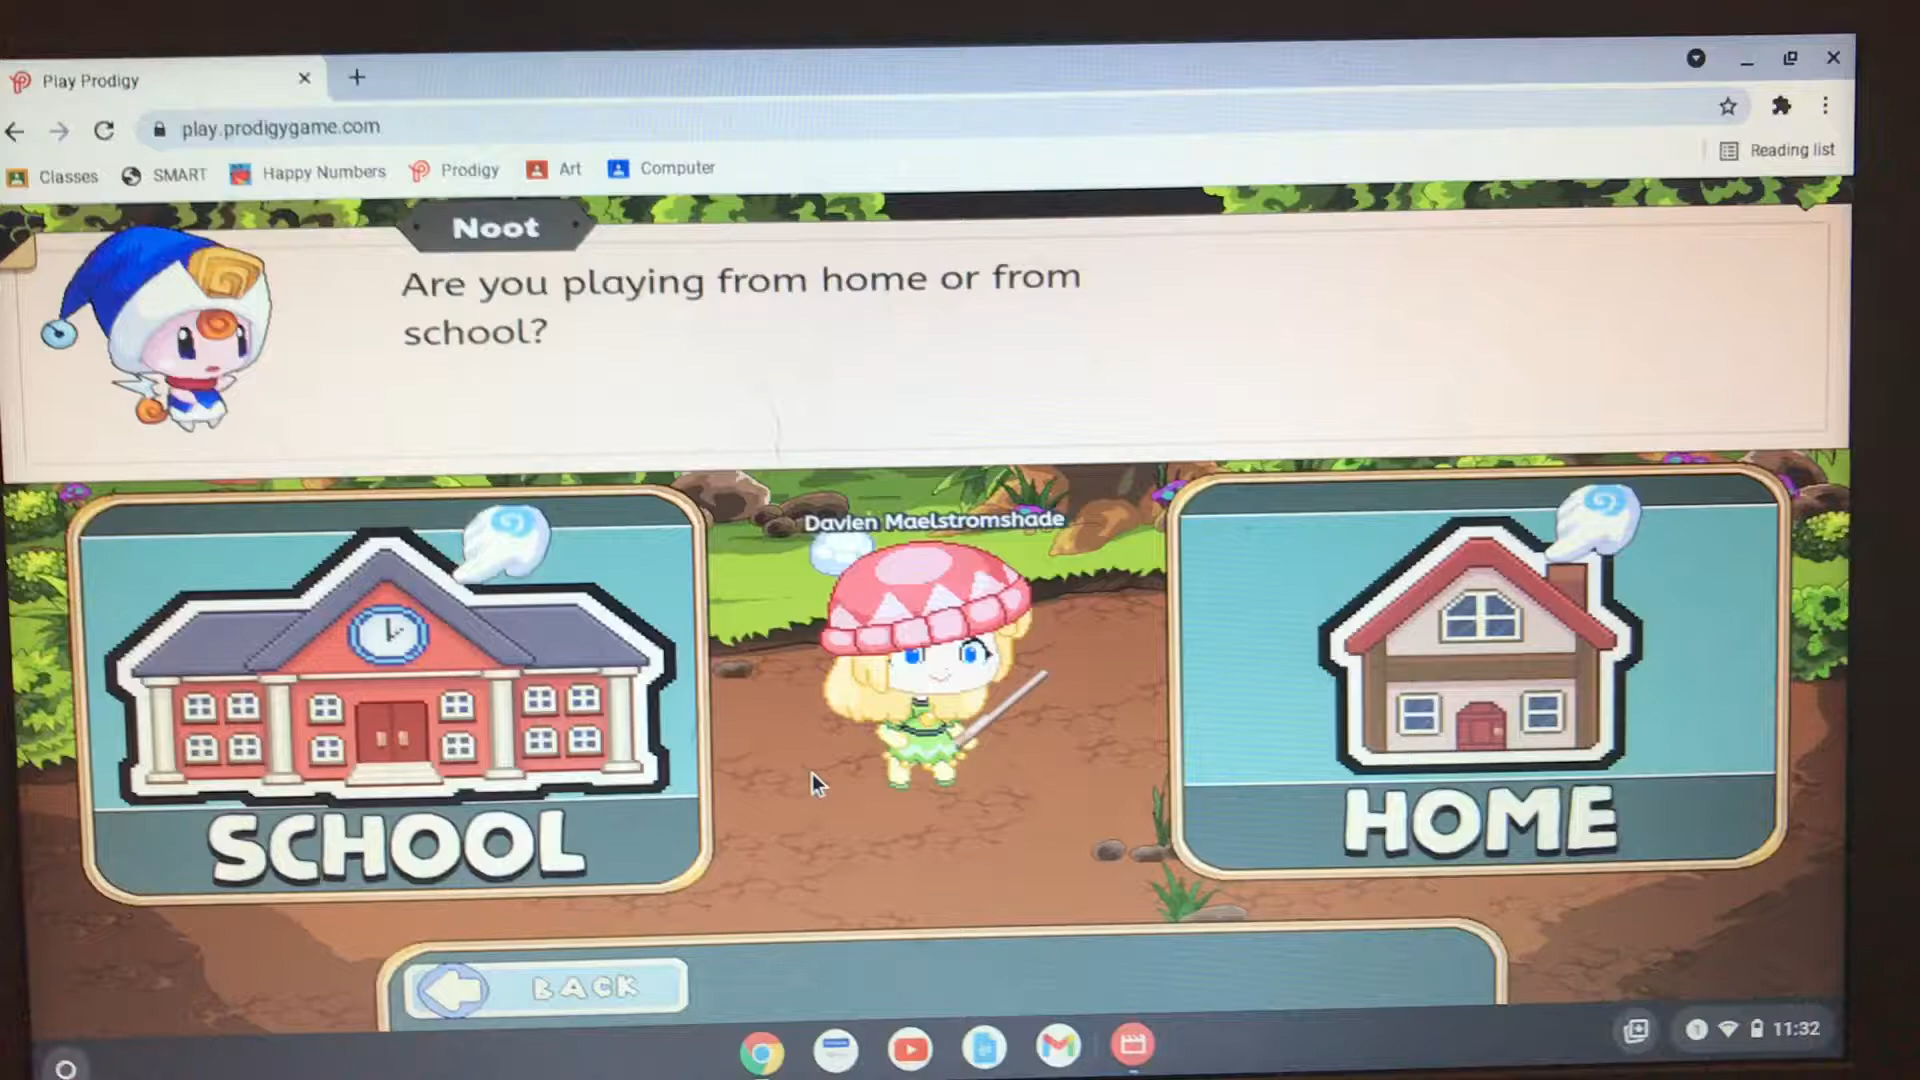 Play Prodigy
play.prodigygame.com
Reading list
Classes SMART Happy Numbers Prodigy Art Computer
Noot
Are you playing from home or from
school?
Davien Maelstromshade
SCHOOL
HOME
BACK
11:32